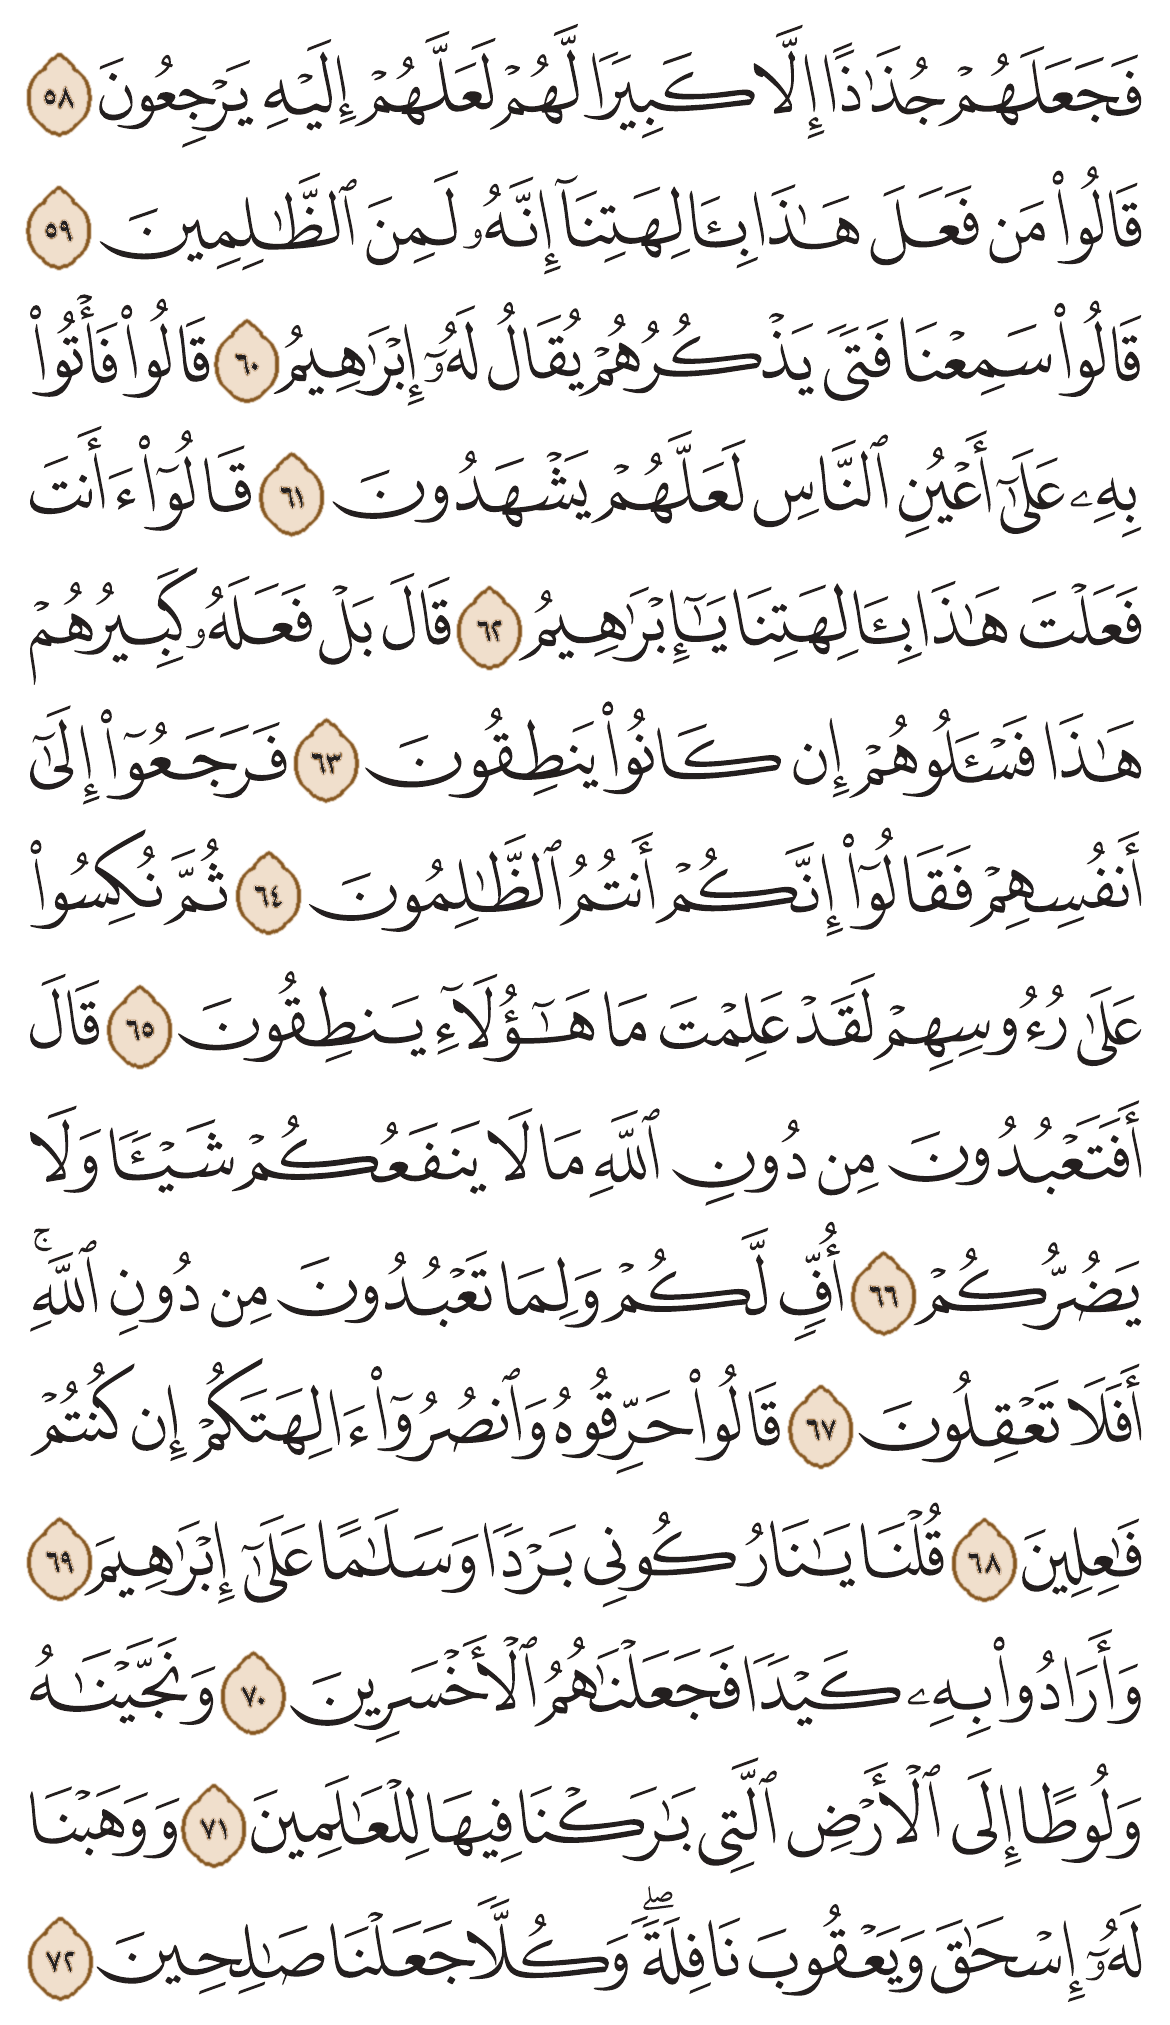 فَجَعَلَهُمْ جُذَٰذًا إِلَّا كَبِيرٗا لَّهُمْ لَعَلَّهُمْ إِلَيْهِ يَرْجِعُونَ ٥٨
قَالُواْ مَن فَعَلَ هَٰذَا بِـَٔالِهَتِنَآ إِنَّهُۥ لَمِنَ ٱلظَّٰلِمِينَ ٥٩
قَالُواْ سَمِعْنَا فَتٗى يَذْكُرُهُمْ يُقَالُ لَهُۥٓ إِبْرَٰهِيمُ ٦٠ قَالُواْ فَأْتُواْ
بِهِۦ عَلَىٰٓ أَعْيُنِ ٱلنَّاسِ لَعَلَّهُمْ يَشْهَدُونَ ٦١ قَالُوٓاْ ءَأَنتَ
فَعَلْتَ هَٰذَا بِـَٔالِهَتِنَا يَٰٓإِبْرَٰهِيمُ ٦٢ قَالَ بَلْ فَعَلَهُۥ كَبِيرُهُمْ
هَٰذَا فَسْـَٔلُوهُمْ إِن كَانُواْ يَنطِقُونَ ٦٣ فَرَجَعُوٓاْ إِلَىٰٓ
أَنفُسِهِمْ فَقَالُوٓاْ إِنَّكُمْ أَنتُمُ ٱلظَّٰلِمُونَ ٦٤ ثُمَّ نُكِسُواْ
عَلَىٰ رُءُوسِهِمْ لَقَدْ عَلِمْتَ مَا هَٰٓؤُلَآءِ يَنطِقُونَ ٦٥ قَالَ
أَفَتَعْبُدُونَ مِن دُونِ ٱللَّهِ مَا لَا يَنفَعُكُمْ شَيْـٔٗا وَلَا
يَضُرُّكُمْ ٦٦ أُفّٖ لَّكُمْ وَلِمَا تَعْبُدُونَ مِن دُونِ ٱللَّهِۚ
أَفَلَا تَعْقِلُونَ ٦٧ قَالُواْ حَرِّقُوهُ وَٱنصُرُوٓاْ ءَالِهَتَكُمْ إِن كُنتُمْ
فَٰعِلِينَ ٦٨ قُلْنَا يَٰنَارُ كُونِي بَرْدٗا وَسَلَٰمًا عَلَىٰٓ إِبْرَٰهِيمَ ٦٩
وَأَرَادُواْ بِهِۦ كَيْدٗا فَجَعَلْنَٰهُمُ ٱلْأَخْسَرِينَ ٧٠ وَنَجَّيْنَٰهُ
وَلُوطًا إِلَى ٱلْأَرْضِ ٱلَّتِي بَٰرَكْنَا فِيهَا لِلْعَٰلَمِينَ ٧١ وَوَهَبْنَا
لَهُۥٓ إِسْحَٰقَ وَيَعْقُوبَ نَافِلَةٗۖ وَكُلّٗا جَعَلْنَا صَٰلِحِينَ ٧٢